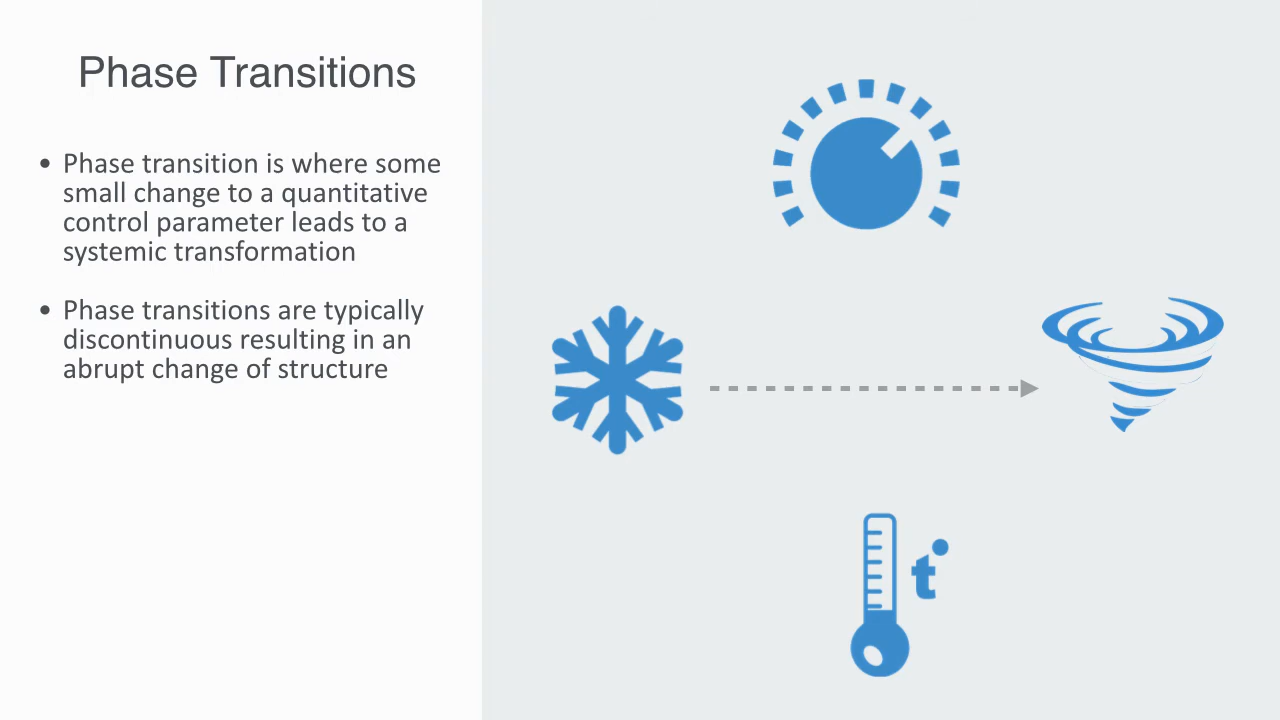 Phase Transitions
• Phase transition is where some
small change to a quantitative
control parameter leads to a
systemic transformation
• Phase transitions are typically
discontinuous resulting in an
abrupt change of structure
t°